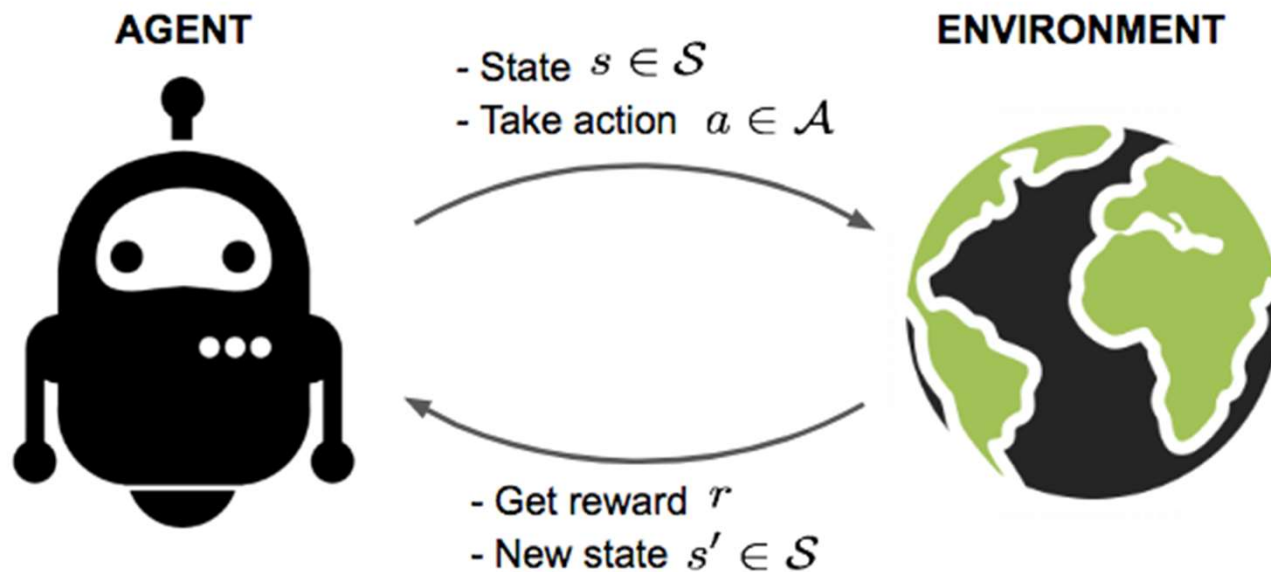 AGENT
ENVIRONMENT
- State s ∈ 𝒮
- Take action a ∈ 𝒜
- Get reward r
- New state s′ ∈ 𝒮